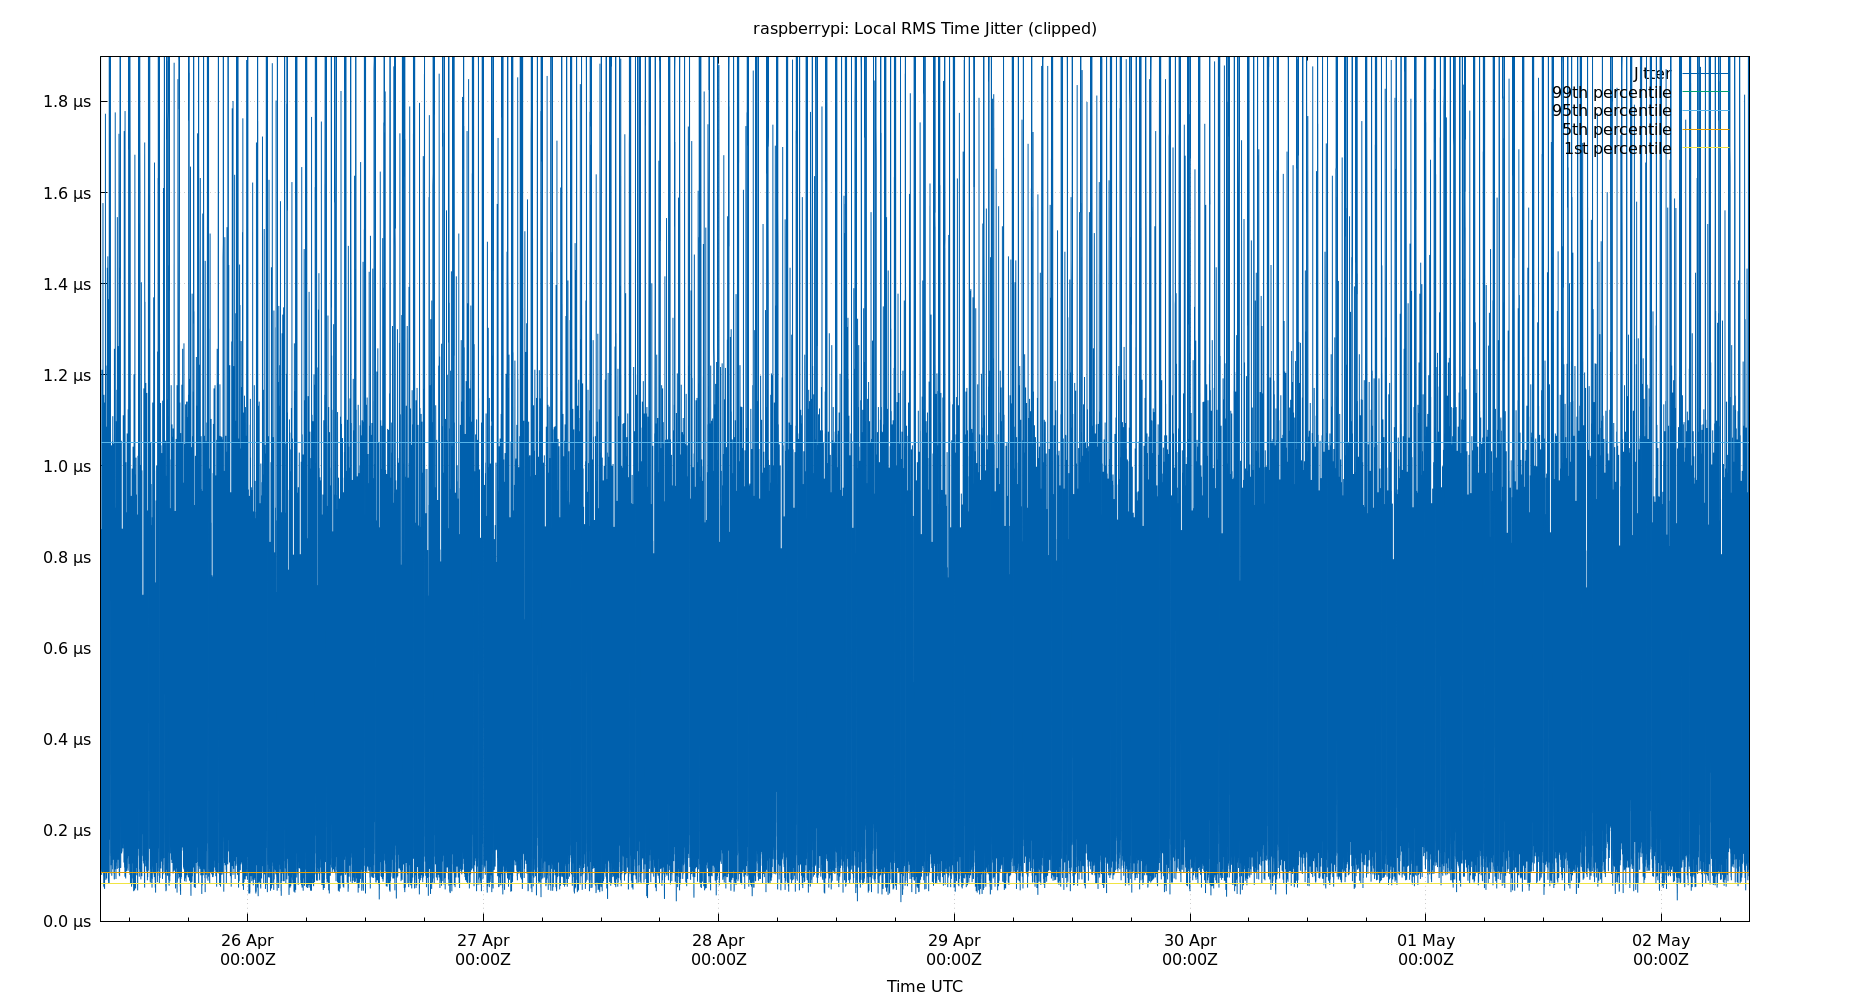 raspberrypi: Local RMS Time Jitter (clipped)
Jitter
99th percentile
95th percentile
5th percentile
1st percentile
1.8 µs
1.6 µs
1.4 µs
1.2 µs
1.0 µs
0.8 µs
0.6 µs
0.4 µs
0.2 µs
0.0 µs
26 Apr 27 Apr 28 Apr 29 Apr 30 Apr 01 May 02 May
00:00Z 00:00Z 00:00Z 00:00Z 00:00Z 00:00Z 00:00Z
Time UTC